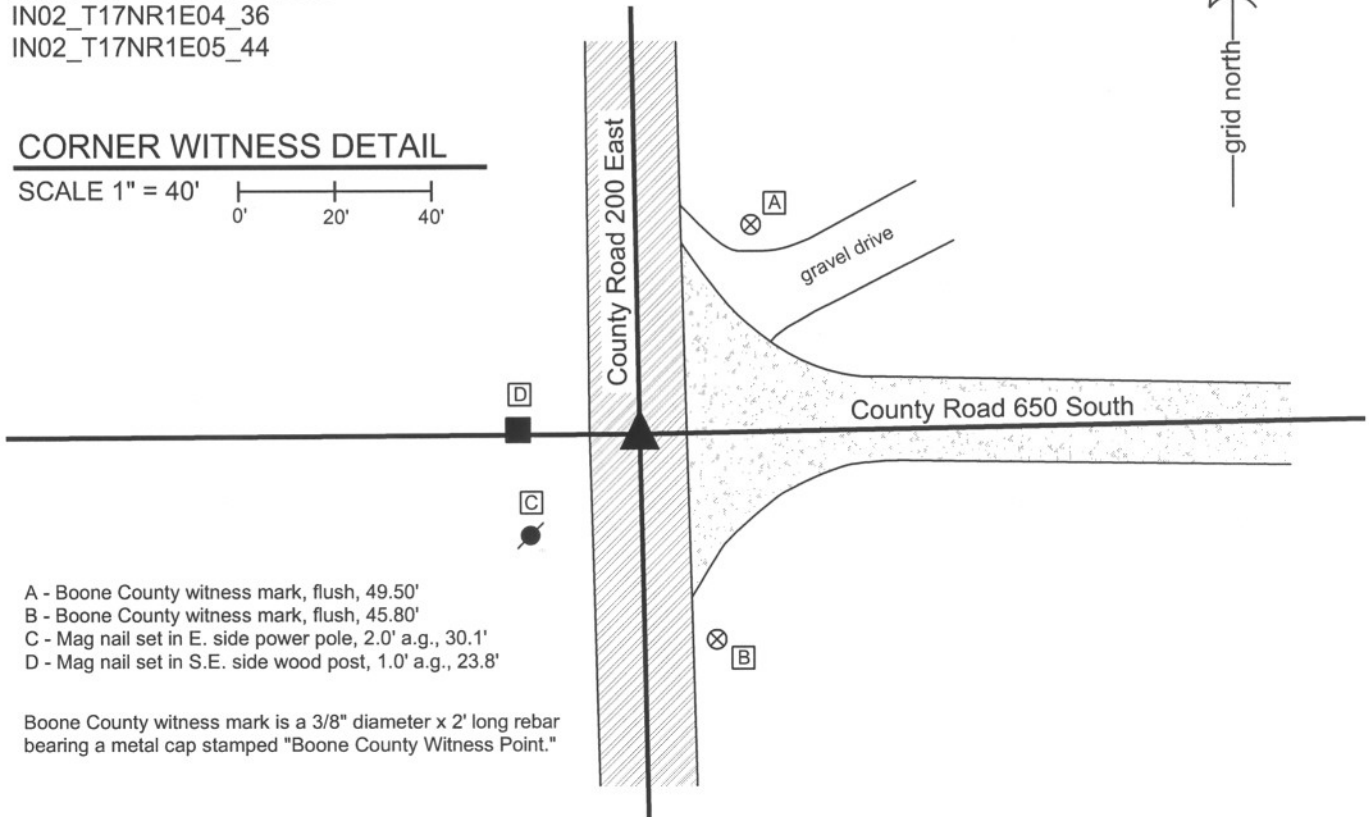 IN02_T17NR1E04_36
IN02_T17NR1E05_44
grid north
CORNER WITNESS DETAIL
SCALE 1" = 40'
0' 20' 40'
County Road 200 East
A
gravel drive
D
County Road 650 South
C
A - Boone County witness mark, flush, 49.50'
B - Boone County witness mark, flush, 45.80'
C - Mag nail set in E. side power pole, 2.0' a.g., 30.1'
D - Mag nail set in S.E. side wood post, 1.0' a.g., 23.8'
B
Boone County witness mark is a 3/8" diameter x 2' long rebar
bearing a metal cap stamped "Boone County Witness Point."